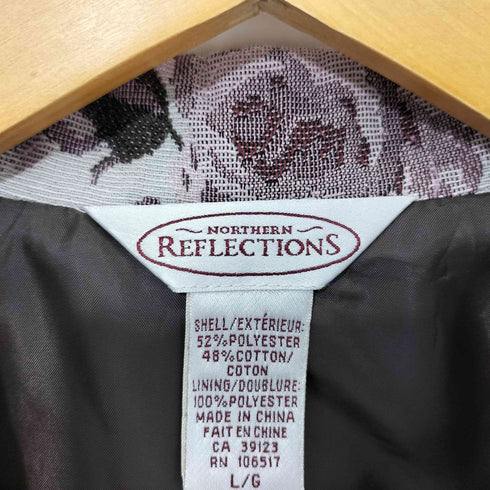 ~ NORTHERN ~
REFLECTIONS
SHELL/EXTÉRIEUR:
52%POLYESTER
48%COTTON/
COTON
LINING/DOUBLURE:
100%POLYESTER
MADE IN CHINA
FAIT EN CHINE
CA 39123
RN 106517
L/G